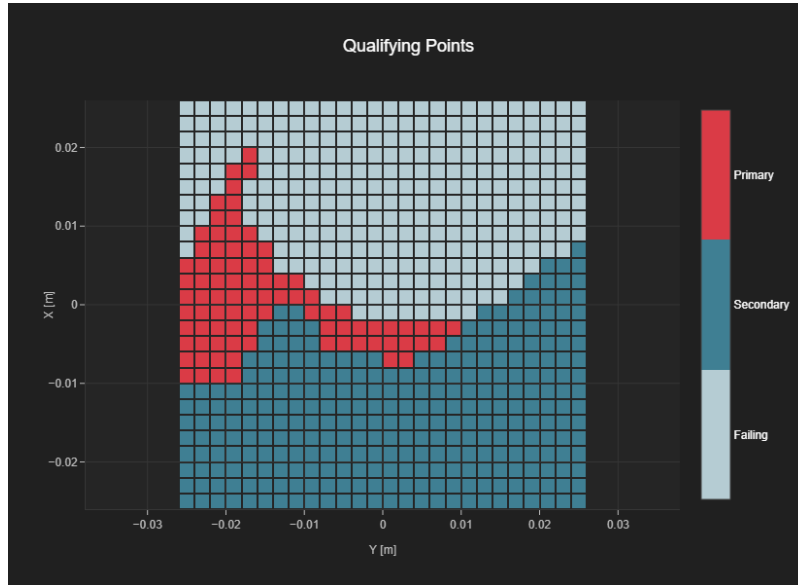 Qualifying Points
Primary
0.02
0.01
Secondary
X [m]
0
−0.01
Failing
−0.02
−0.03
−0.02
−0.01
0
0.01
0.02
0.03
Y [m]